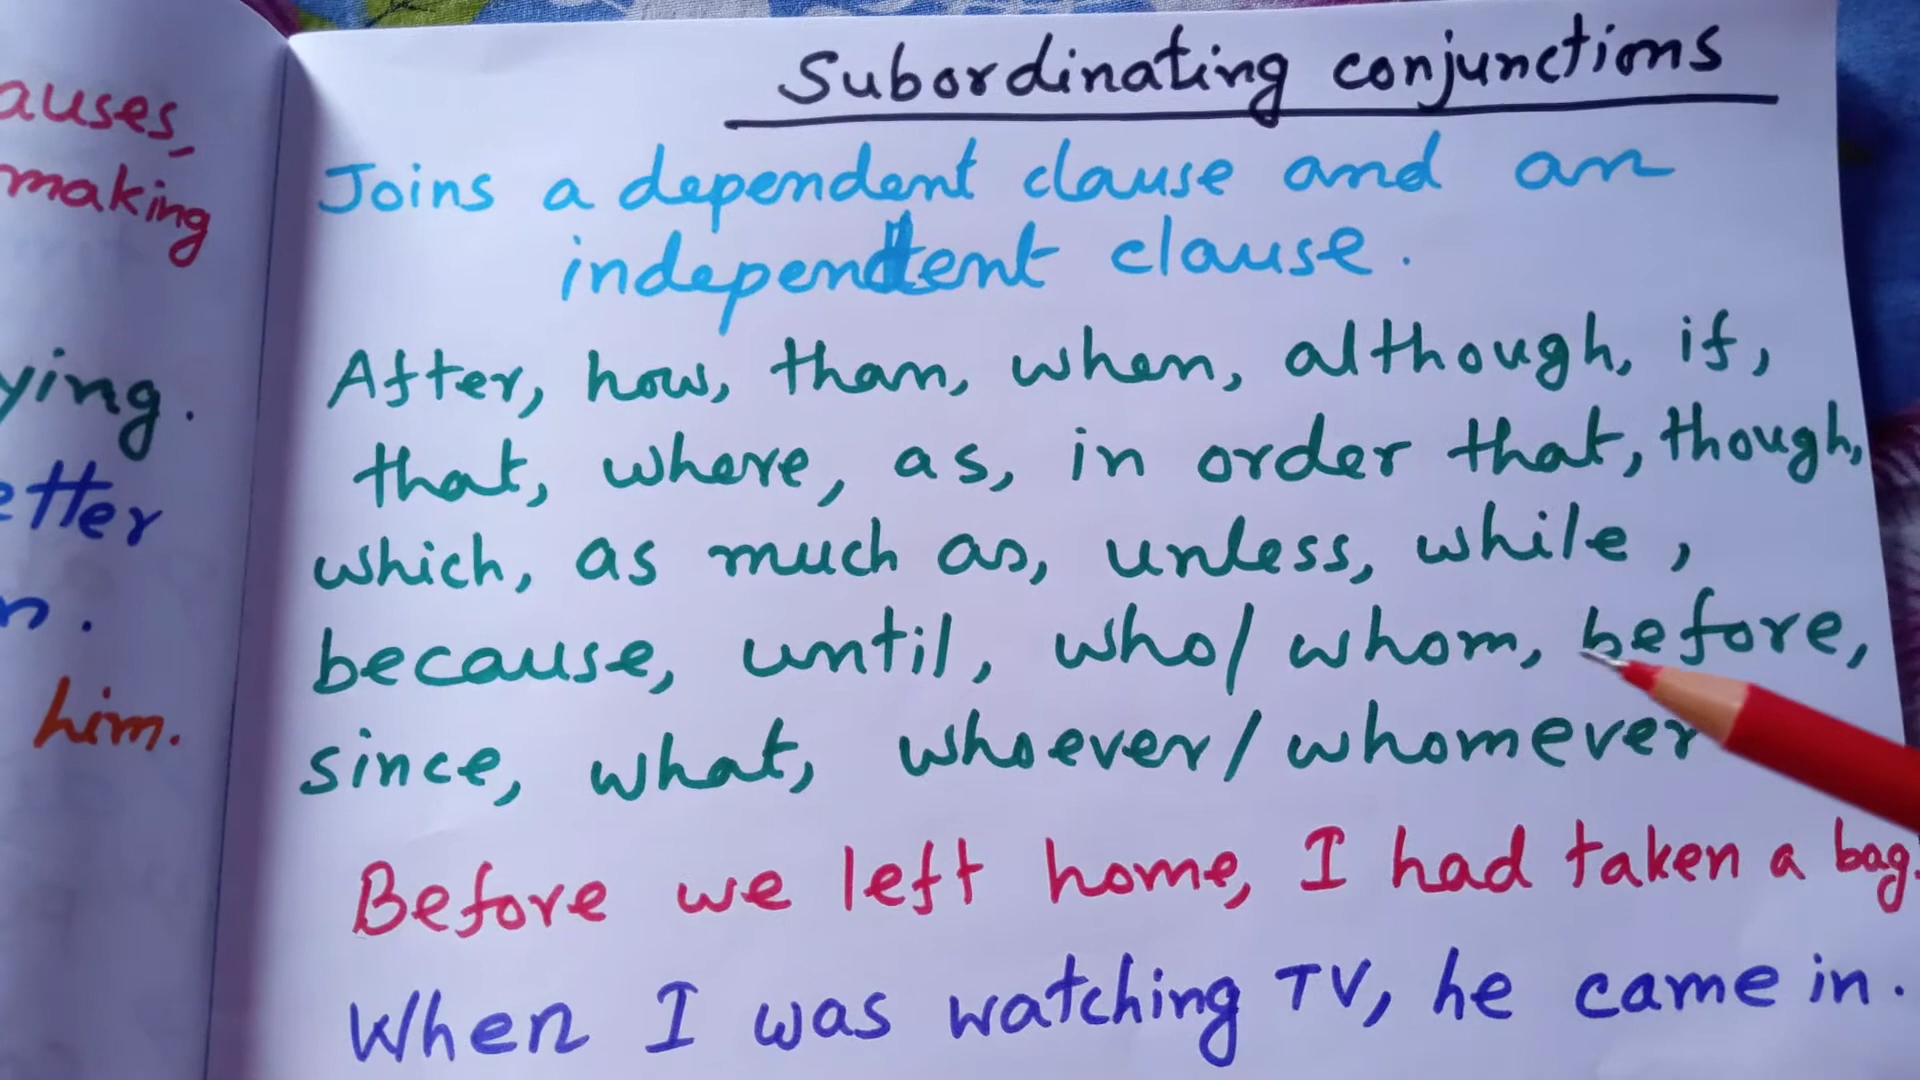 auses,
making
ying.
etter
n.
him.
Subordinating conjunctions
Joins a dependent clause and an
independent clause.
After, how, than, when, although, if,
that, where, as, in order that, though,
which, as much as, unless, while,
because, until, who/ whom, before,
since, what, whoever/whomever
Before we left home, I had taken a bag.
When I was watching TV, he came in.